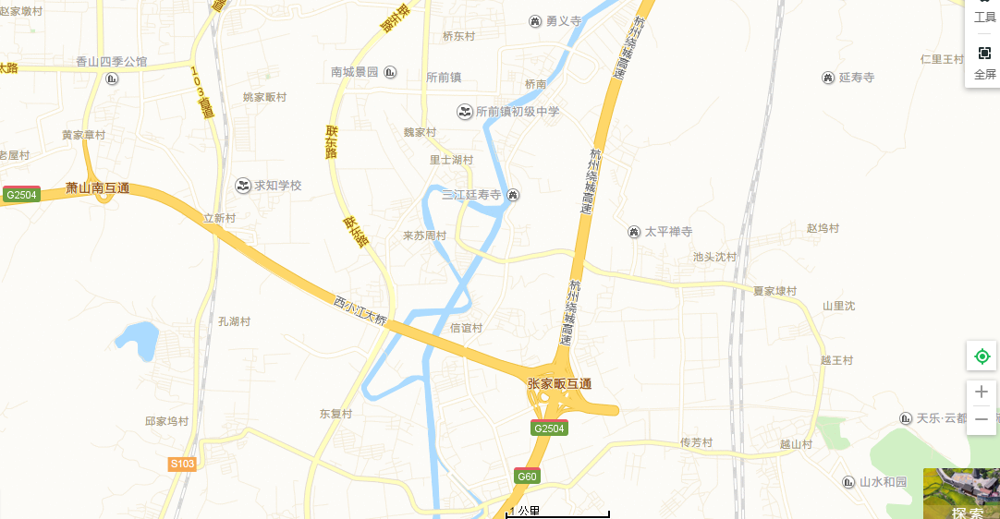 赵家墩村
省道
联东路
勇义寺
杭州绕城高速
工具
桥东村
太路
香山四季公馆
103省道
南城景园
所前镇
桥南
延寿寺
仁里王村
全屏
姚家畈村
所前镇初级中学
联东路
魏家村
黄家章村
老屋村
里士湖村
杭州绕城高速
萧山南互通
G2504
求知学校
三江廷寿寺
立新村
联东路
来苏周村
太平禅寺
赵坞村
池头沈村
西小江大桥
杭州绕城高速
夏家埭村
山里沈
孔湖村
信谊村
越王村
张家畈互通
东复村
邱家坞村
G2504
天乐·云都
传芳村
越山村
S103
G60
山水和园
1 公里
探索